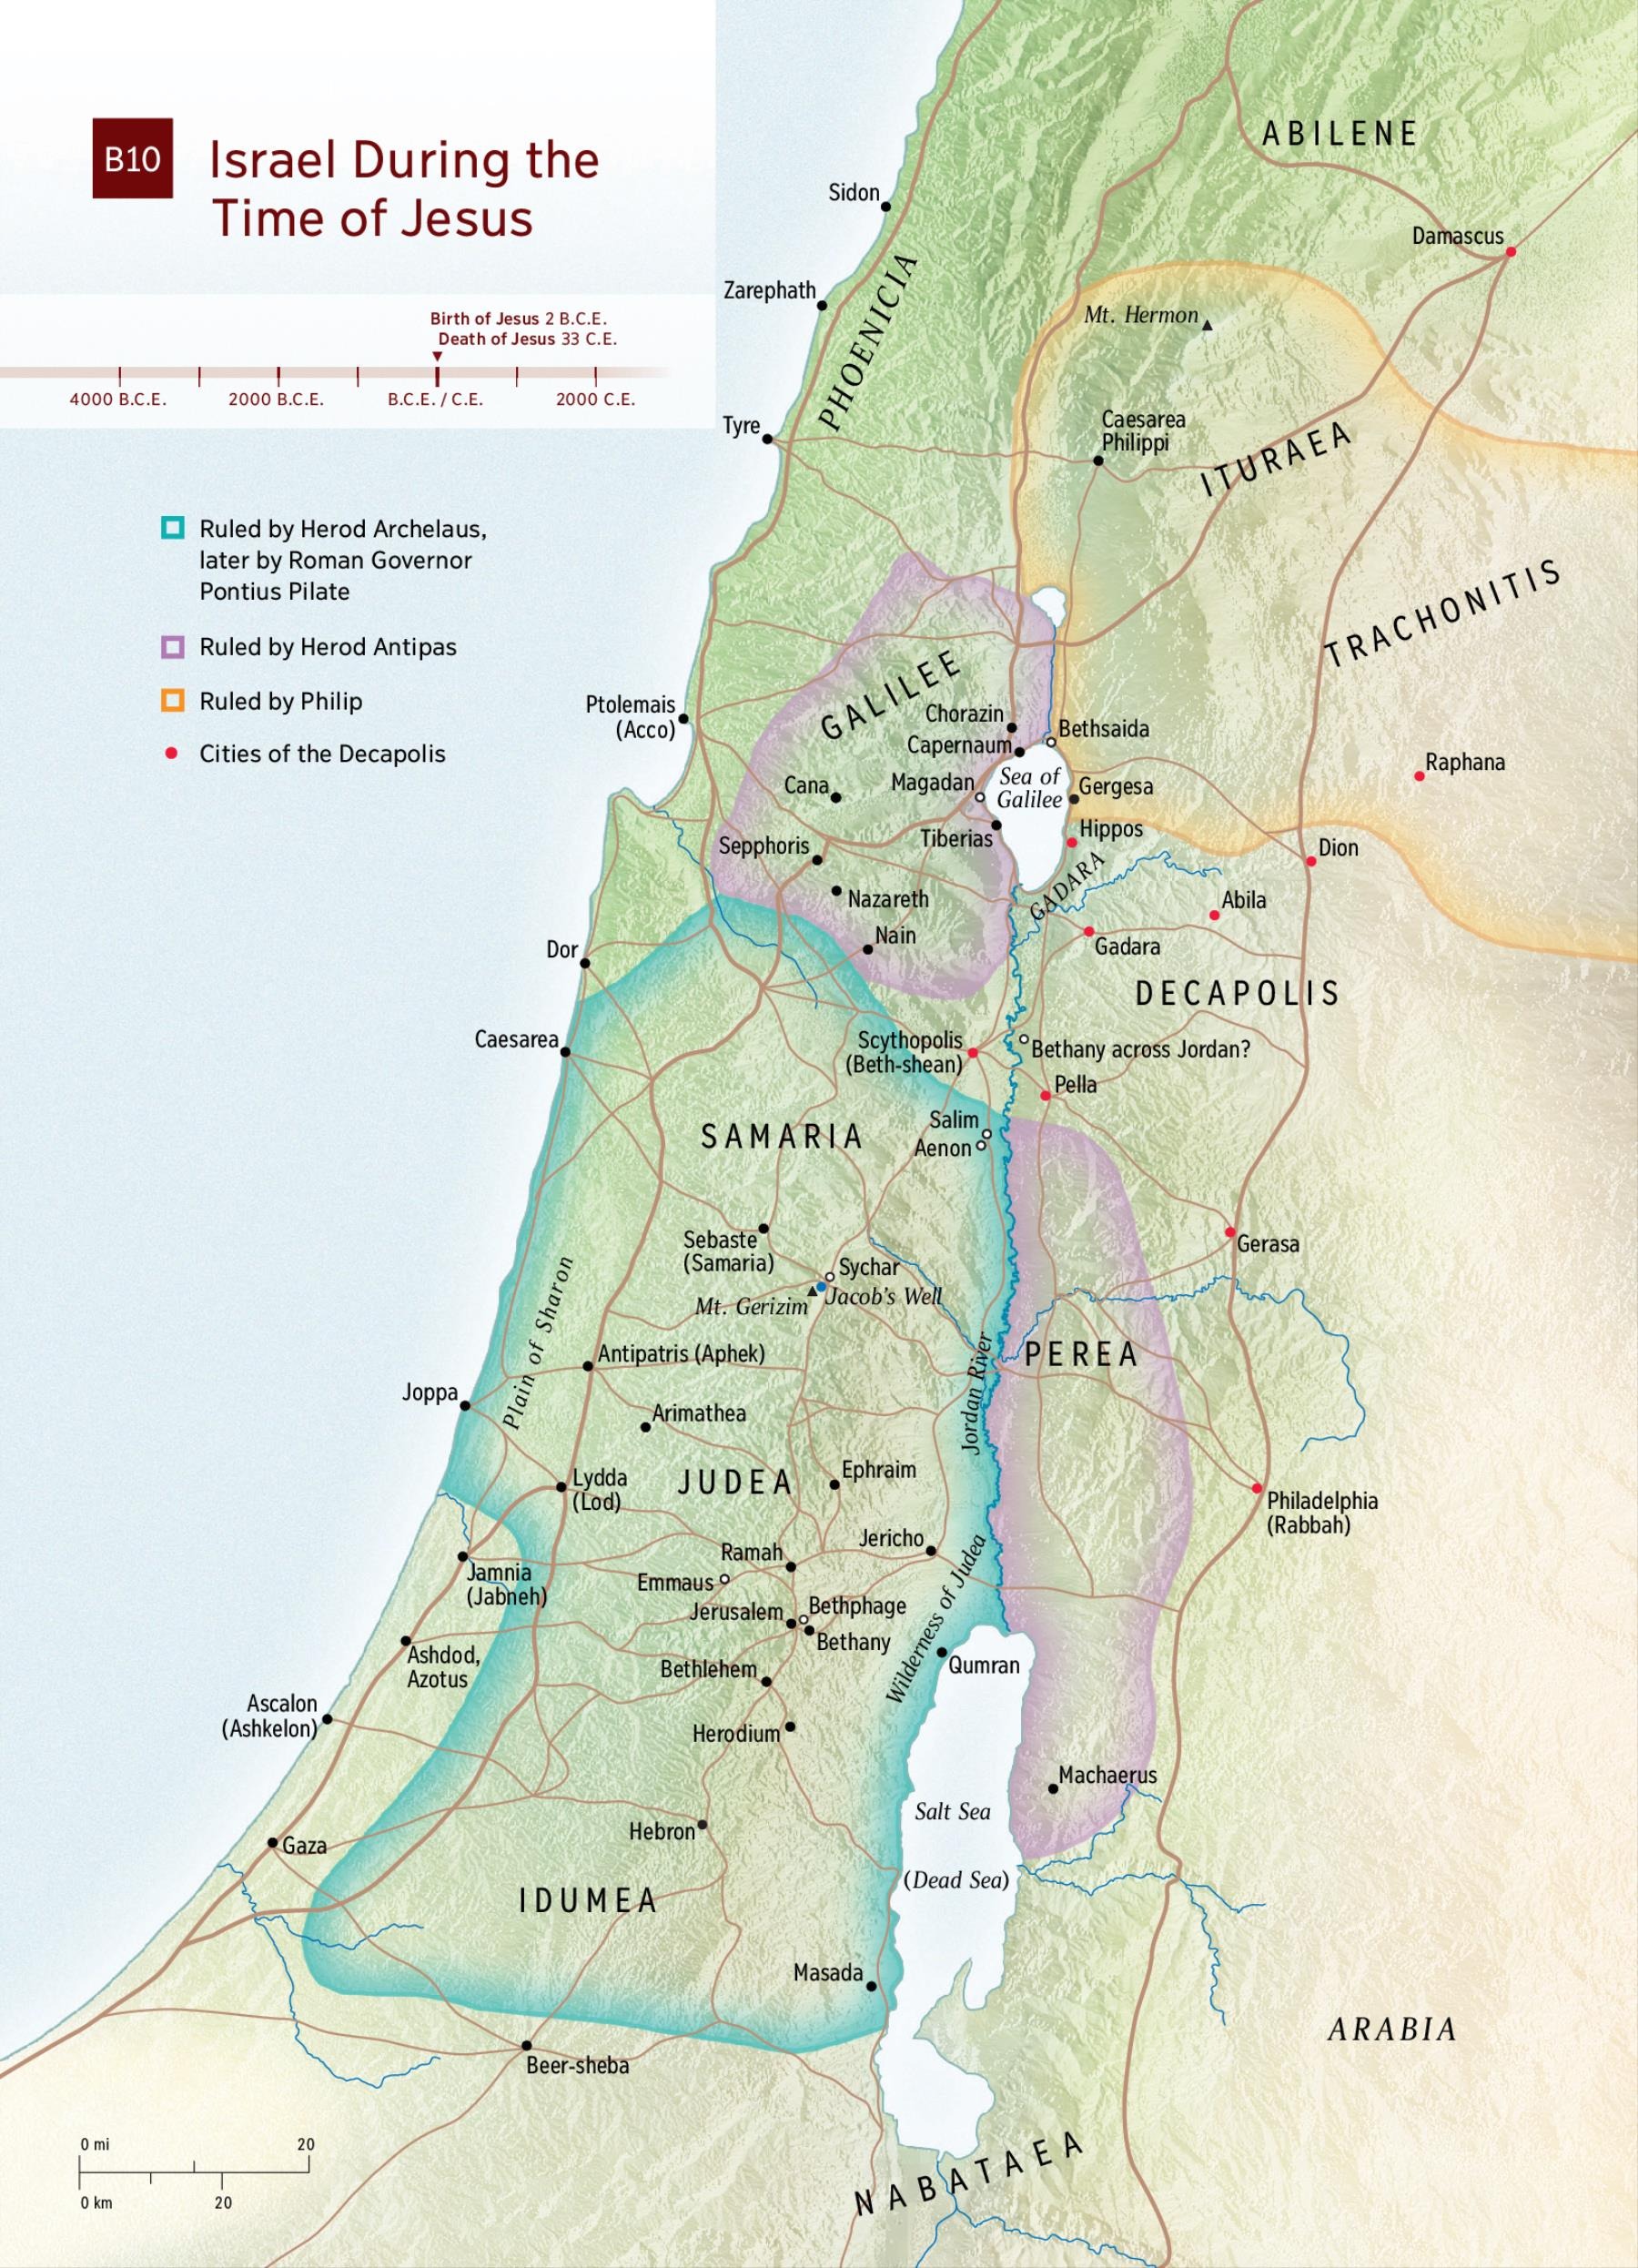 B10
Israel During the
Time of Jesus
Birth of Jesus 2 B.C.E.
Death of Jesus 33 C.E.
4000 B.C.E.
2000 B.C.E.
B.C.E. / C.E.
2000 C.E.
Ruled by Herod Archelaus,
later by Roman Governor
Pontius Pilate
Ruled by Herod Antipas
Ruled by Philip
Cities of the Decapolis
ABILENE
Sidon
Damascus
Zarephath
PHOENICIA
Mt. Hermon
Tyre
Caesarea
Philippi
ITURAEA
TRACHONITIS
GALILEE
Ptolemais
(Acco)
Chorazin
Bethsaida
Capernaum
Raphana
Cana
Magadan
Sea of
Galilee
Gergesa
Sepphoris
Tiberias
Hippos
Dion
GADARA
Nazareth
Abila
Nain
Gadara
Dor
DECAPOLIS
Caesarea
Scythopolis
(Beth-shean)
Bethany across Jordan?
Pella
SAMARIA
Salim
Aenon
Sebaste
(Samaria)
Gerasa
Sychar
Jacob's Well
Mt. Gerizim
Plain of Sharon
Antipatris (Aphek)
Jordan River
PEREA
Joppa
Arimathea
JUDEA
Ephraim
Lydda
(Lod)
Philadelphia
(Rabbah)
Jericho
Ramah
Jamnia
(Jabneh)
Emmaus
Wilderness of Judea
Jerusalem
Bethphage
Bethany
Ashdod,
Azotus
Bethlehem
Qumran
Ascalon
(Ashkelon)
Herodium
Machaerus
Salt Sea
(Dead Sea)
Hebron
Gaza
IDUMEA
Masada
ARABIA
Beer-sheba
NABATAEA
0 mi
20
0 km
20